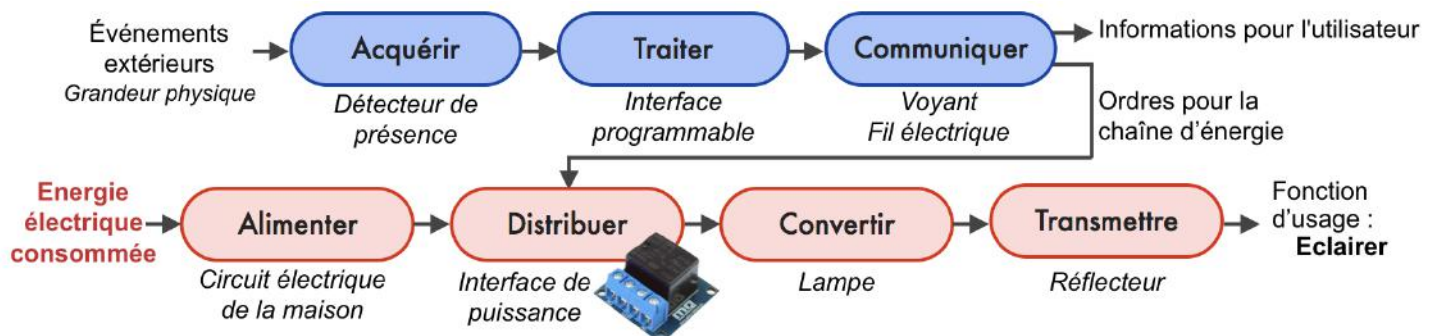 Événements
extérieurs
Grandeur physique
Acquérir
Détecteur de
présence
Traiter
Interface
programmable
Communiquer
Voyant
Fil électrique
Informations pour l'utilisateur
Ordres pour la
chaîne d'énergie
Energie
électrique
consommée
Alimenter
Circuit électrique
de la maison
Distribuer
Interface de
puissance
Convertir
Lampe
Transmettre
Réflecteur
Fonction
d'usage :
Eclairer